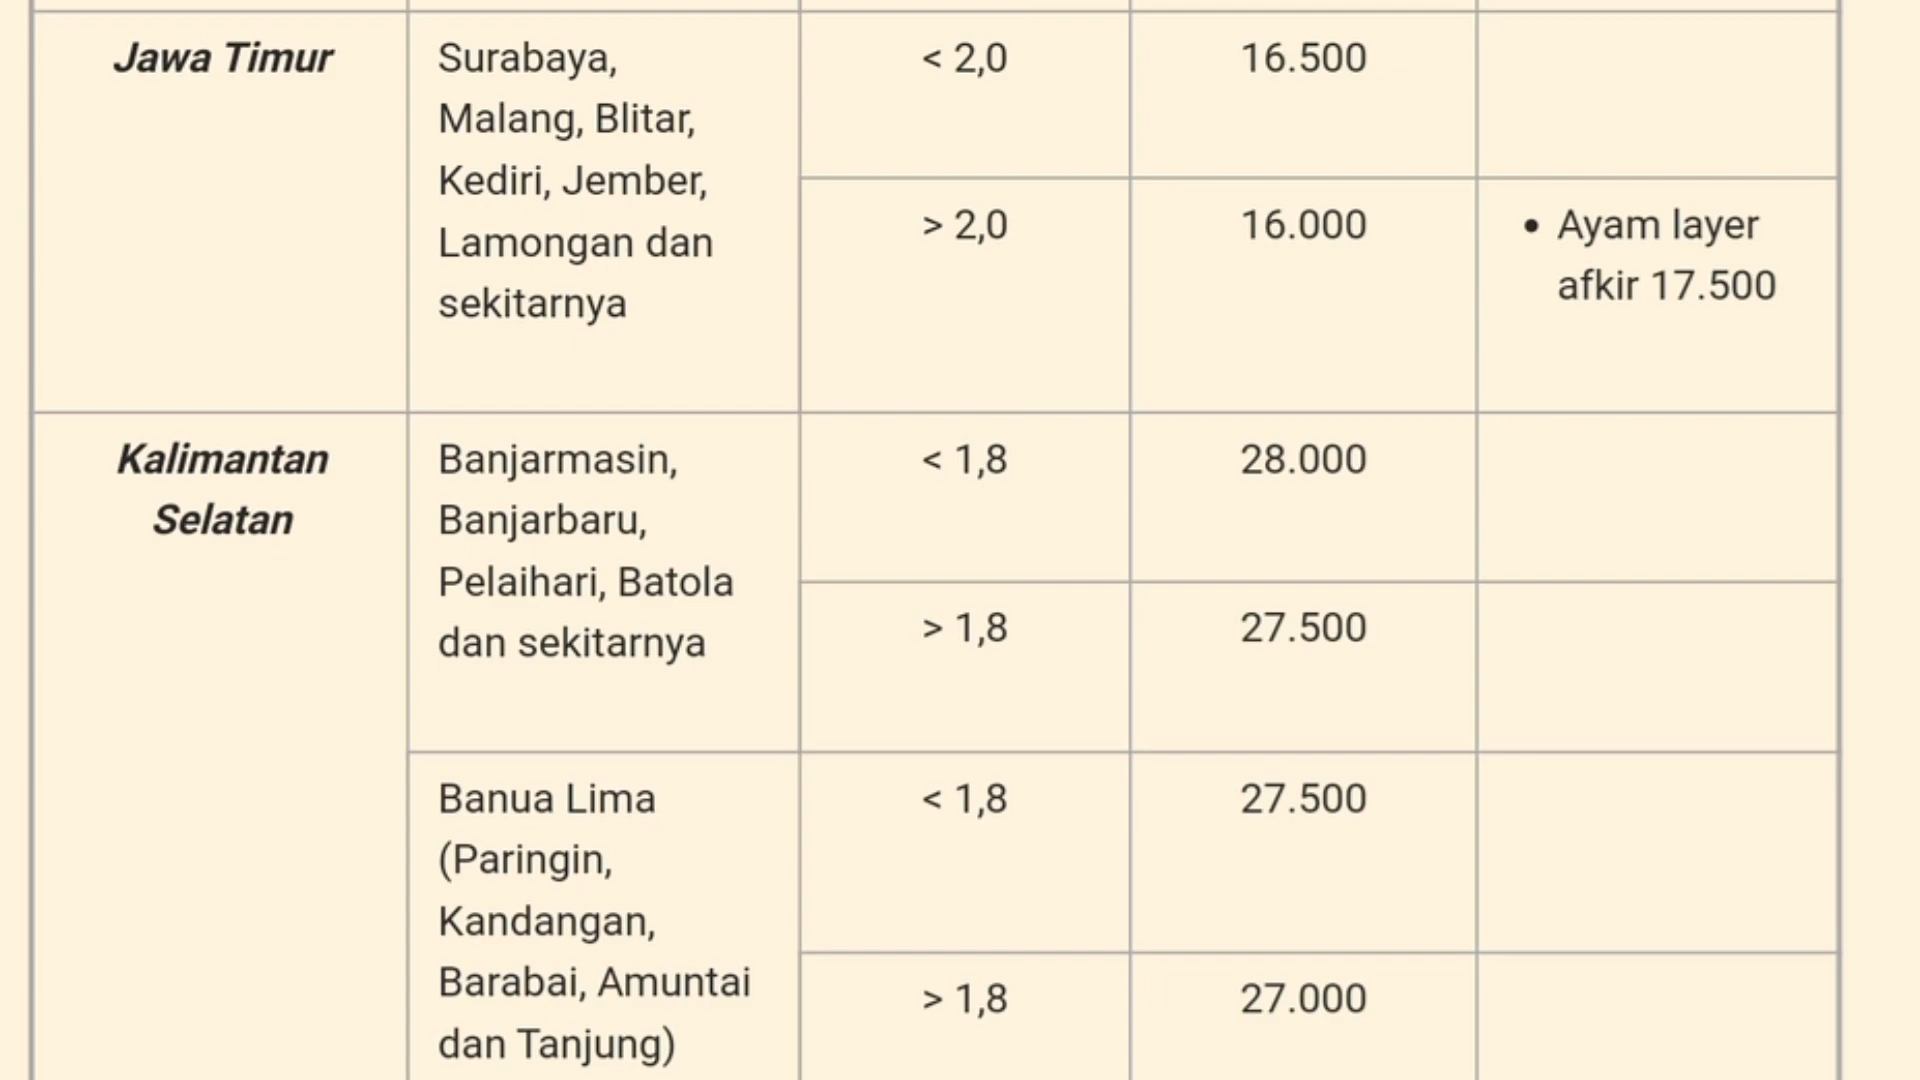 Jawa Timur
Surabaya,
Malang, Blitar,
Kediri, Jember,
Lamongan dan
sekitarnya
< 2,0
16.500
> 2,0
16.000
• Ayam layer
afkir 17.500
Kalimantan
Selatan
Banjarmasin,
Banjarbaru,
Pelaihari, Batola
dan sekitarnya
< 1,8
28.000
> 1,8
27.500
Banua Lima
(Paringin,
Kandangan,
Barabai, Amuntai
dan Tanjung)
< 1,8
27.500
> 1,8
27.000